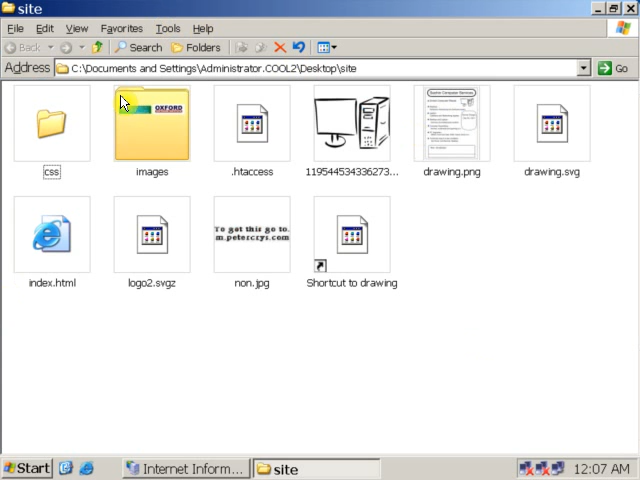 site
File Edit View Favorites Tools Help
Back Search Folders
Address C:\Documents and Settings\Administrator.COOL2\Desktop\site Go
OXFORD
css images .htaccess 119544534336273... drawing.png drawing.svg
To get this go to.
m.petercrys.com
index.html logo2.svgz non.jpg Shortcut to drawing
Start Internet Inform... site 12:07 AM